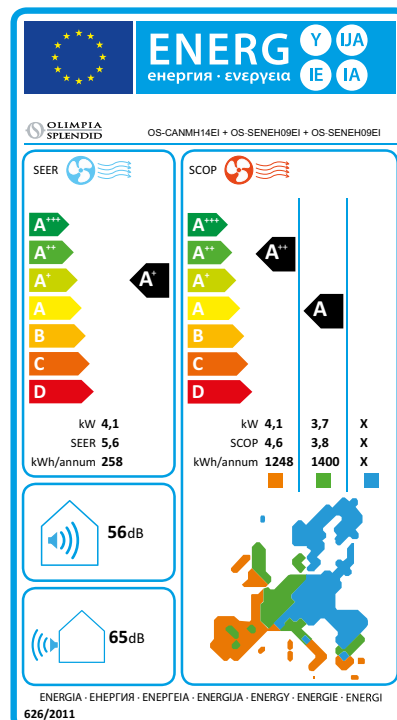 ENERG
енергия · ενεργεια
Y IJA
IE IA
OLIMPIA
SPLENDID
OS-CANMH14EI + OS-SENEH09EI + OS-SENEH09EI
SEER
A+++
A++
A+
A
B
C
D
A+
kW 4,1
SEER 5,6
kWh/annum 258
SCOP
A+++
A++
A+
A
B
C
D
A++
A
kW 4,1 3,7 X
SCOP 4,6 3,8 X
kWh/annum 1248 1400 X
56dB
65dB
ENERGIA · ЕНЕРГИЯ · ΕΝΕΡΓΕΙΑ · ENERGIJA · ENERGY · ENERGIE · ENERGI
626/2011